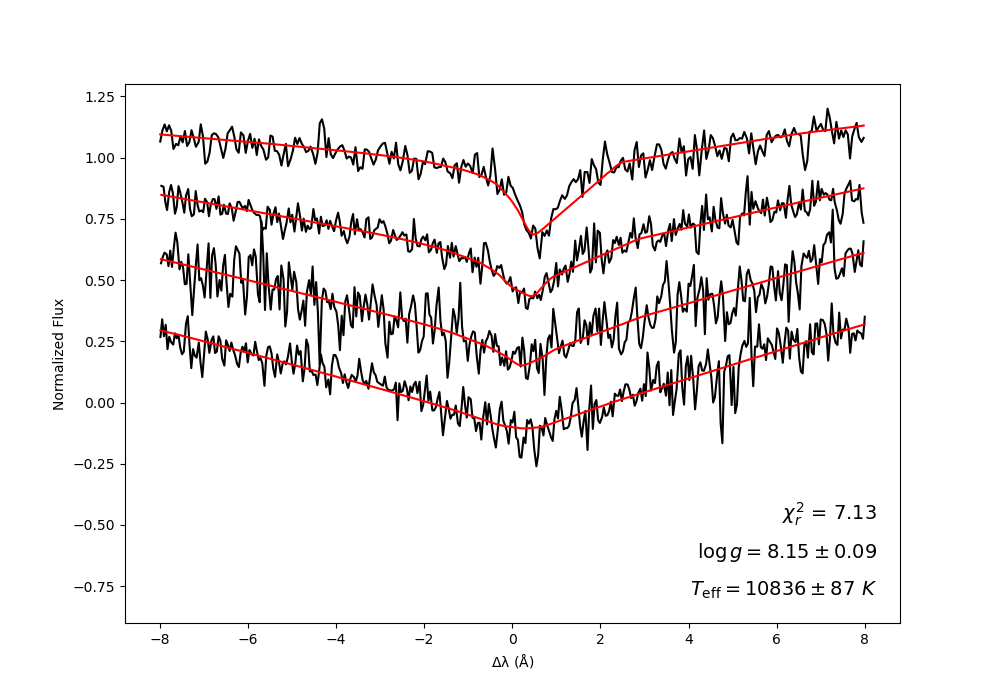 1.25
1.00
0.75
0.50
0.25
0.00
−0.25
−0.50
−0.75
Normalized Flux
χ²ᵣ = 7.13
log g = 8.15 ± 0.09
T_eff = 10836 ± 87 K
−8 −6 −4 −2 0 2 4 6 8
Δλ (Å)